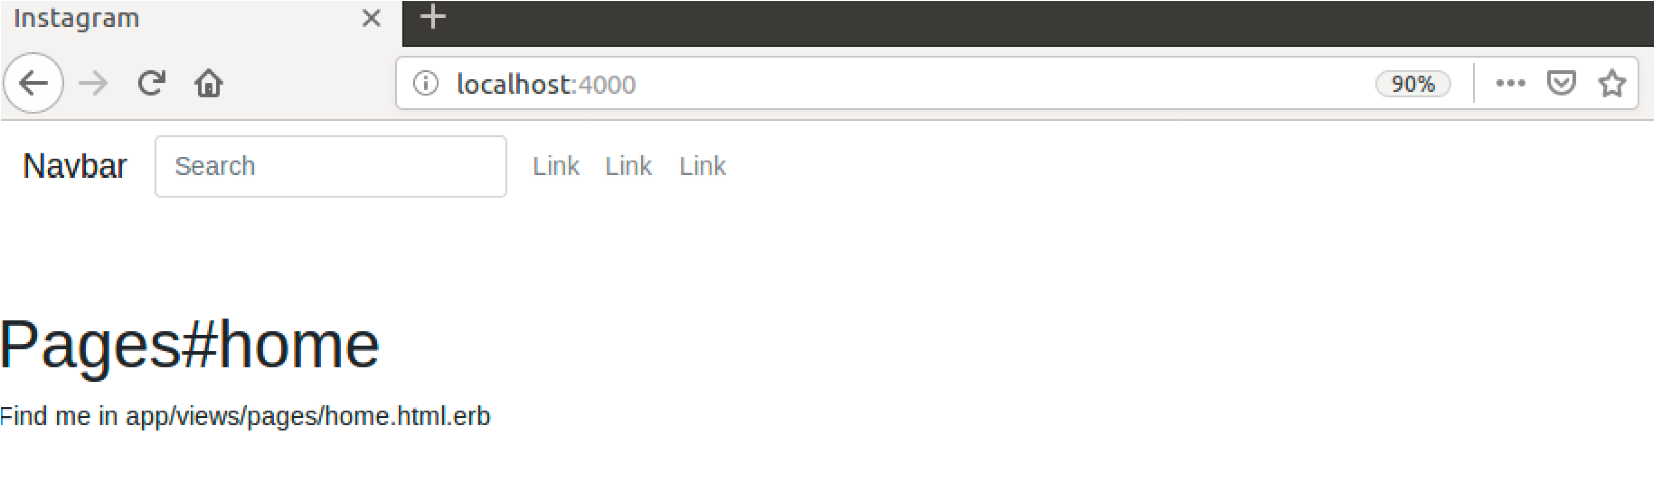 Instagram
localhost:4000 90%
Navbar Search Link Link Link
Pages#home
Find me in app/views/pages/home.html.erb